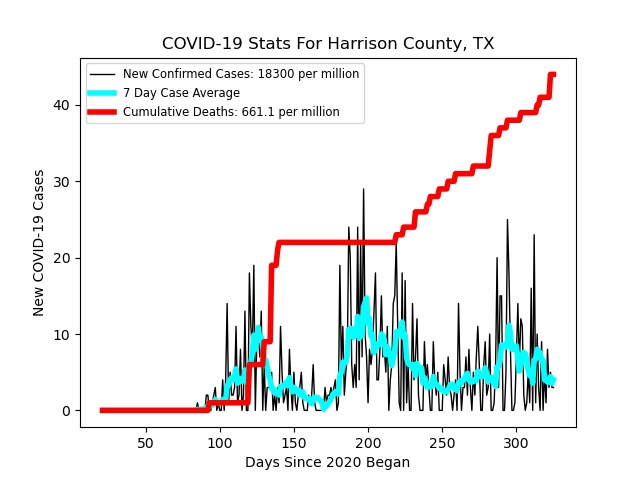 COVID-19 Stats For Harrison County, TX
New Confirmed Cases: 18300 per million
7 Day Case Average
Cumulative Deaths: 661.1 per million
New COVID-19 Cases
40
30
20
10
0
50
100
150
200
250
300
Days Since 2020 Began